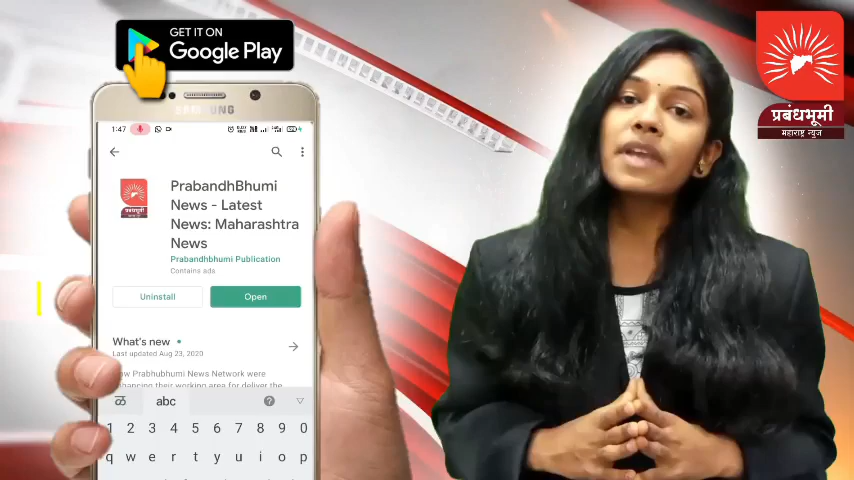 GET IT ON
Google Play
SAMSUNG
1:47
PrabandhBhumi
News - Latest
News: Maharashtra
News
Prabandhbhumi Publication
Contains ads
Uninstall
Open
What's new
Last updated Aug 23, 2020
Prabhubhumi News Network were
their working area for deliver the
ळ abc
1 2 3 4 5 6 7 8 9 0
q w e r t y u i o p
प्रबंधभूमी
महाराष्ट्र न्युज